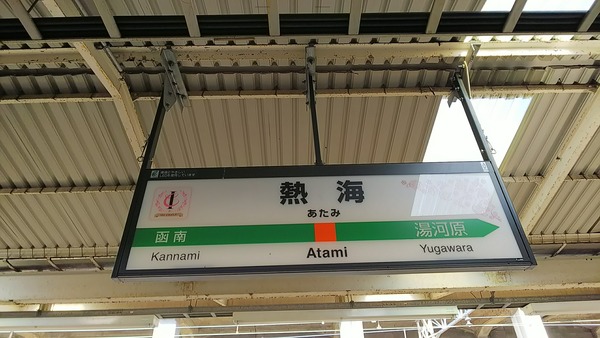 熱海
あたみ
函南 湯河原
Kannami Atami Yugawara